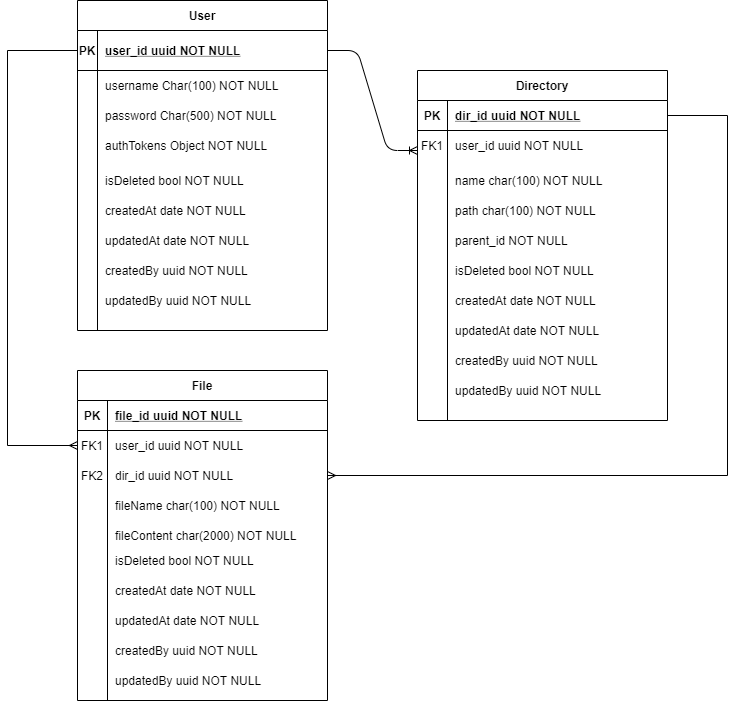 User
PK user_id uuid NOT NULL
username Char(100) NOT NULL
password Char(500) NOT NULL
authTokens Object NOT NULL
isDeleted bool NOT NULL
createdAt date NOT NULL
updatedAt date NOT NULL
createdBy uuid NOT NULL
updatedBy uuid NOT NULL
Directory
PK dir_id uuid NOT NULL
FK1 user_id uuid NOT NULL
name char(100) NOT NULL
path char(100) NOT NULL
parent_id NOT NULL
isDeleted bool NOT NULL
createdAt date NOT NULL
updatedAt date NOT NULL
createdBy uuid NOT NULL
updatedBy uuid NOT NULL
File
PK file_id uuid NOT NULL
FK1 user_id uuid NOT NULL
FK2 dir_id uuid NOT NULL
fileName char(100) NOT NULL
fileContent char(2000) NOT NULL
isDeleted bool NOT NULL
createdAt date NOT NULL
updatedAt date NOT NULL
createdBy uuid NOT NULL
updatedBy uuid NOT NULL